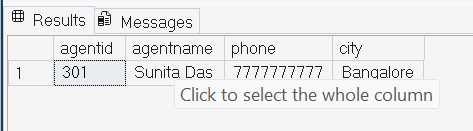 Results Messages
agentid agentname phone city
1 301 Sunita Das 7777777777 Bangalore
Click to select the whole column